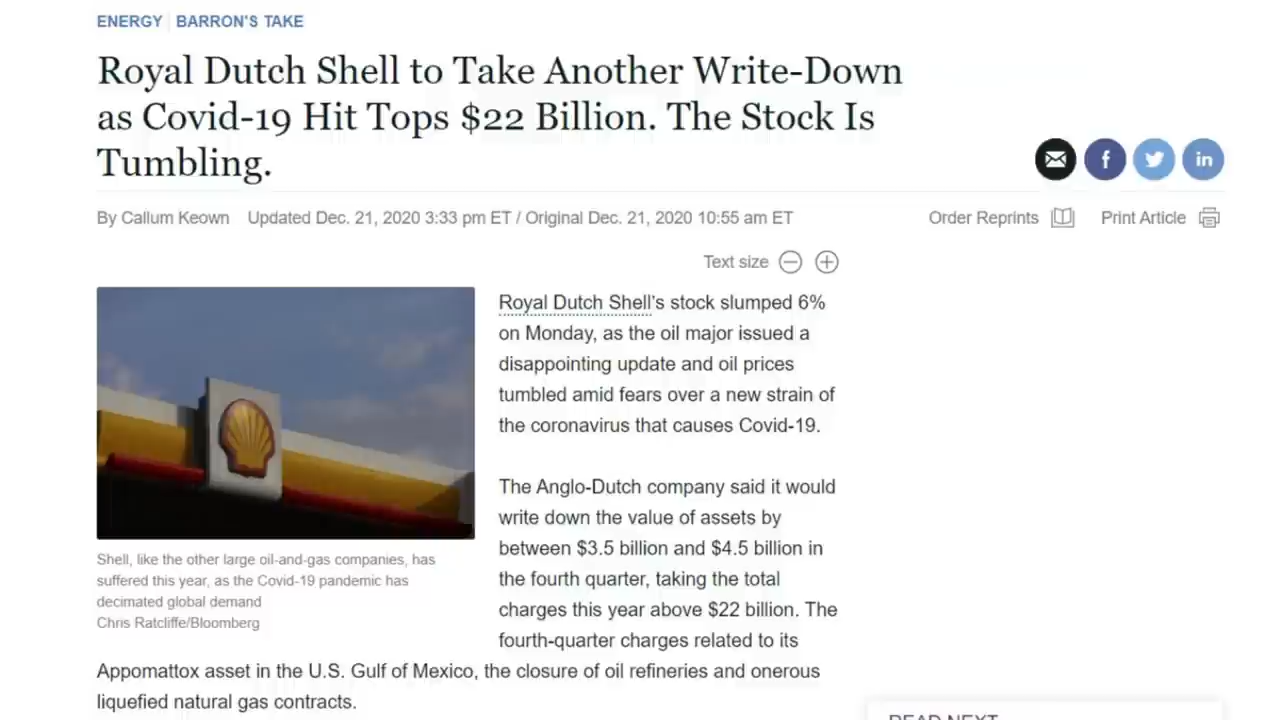 ENERGY BARRON'S TAKE
Royal Dutch Shell to Take Another Write-Down
as Covid-19 Hit Tops $22 Billion. The Stock Is
Tumbling.
By Callum Keown Updated Dec. 21, 2020 3:33 pm ET / Original Dec. 21, 2020 10:55 am ET
Order Reprints
Print Article
Text size
Royal Dutch Shell's stock slumped 6%
on Monday, as the oil major issued a
disappointing update and oil prices
tumbled amid fears over a new strain of
the coronavirus that causes Covid-19.
Shell, like the other large oil-and-gas companies, has
suffered this year, as the Covid-19 pandemic has
decimated global demand
Chris Ratcliffe/Bloomberg
The Anglo-Dutch company said it would
write down the value of assets by
between $3.5 billion and $4.5 billion in
the fourth quarter, taking the total
charges this year above $22 billion. The
fourth-quarter charges related to its
Appomattox asset in the U.S. Gulf of Mexico, the closure of oil refineries and onerous
liquefied natural gas contracts.
READ NEXT